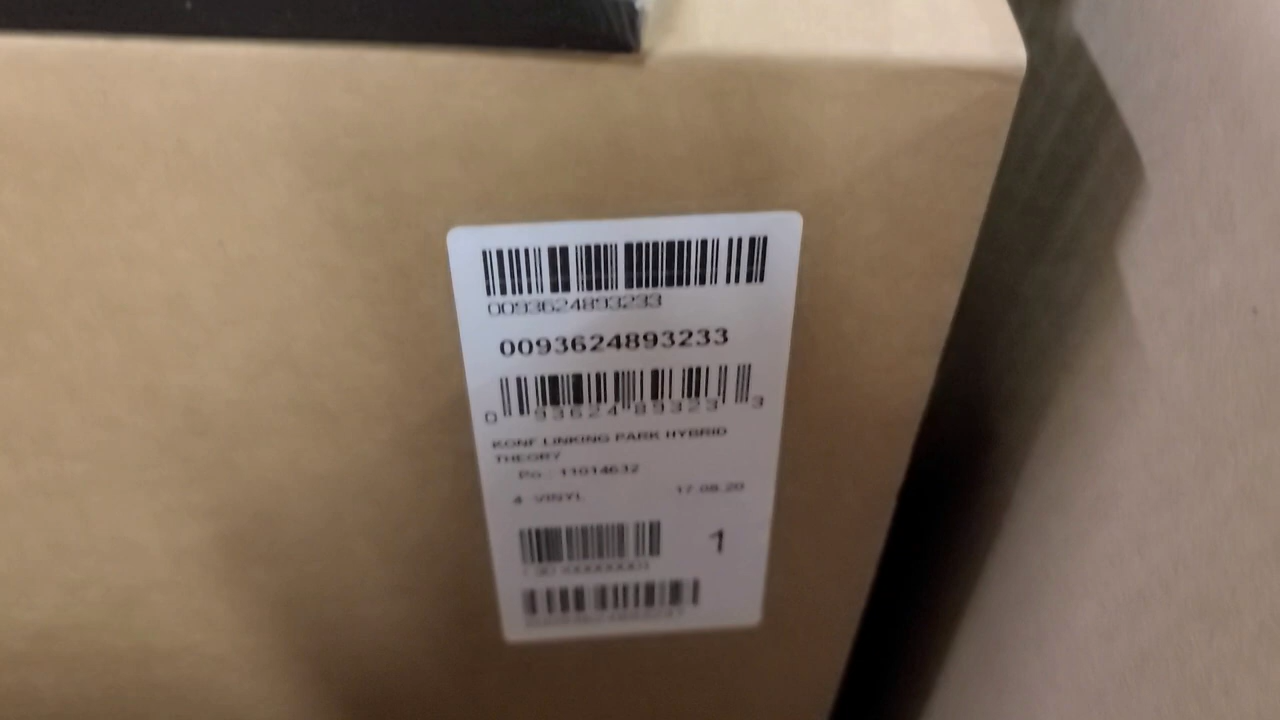 0093624893233
0093624893233
0 93624 89323 3
KONF LINKING PARK HYBRID
THEORY
Po.: 11014632
4 VINYL 17.08.20
1